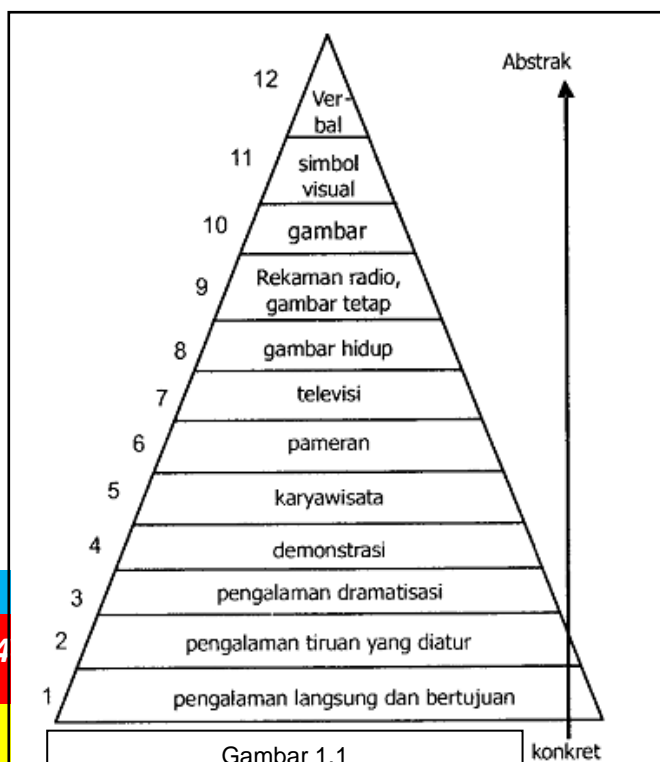 Abstrak
12
Ver-
bal
11
simbol
visual
10
gambar
9
Rekaman radio,
gambar tetap
8
gambar hidup
7
televisi
6
pameran
5
karyawisata
4
demonstrasi
3
pengalaman dramatisasi
4
2
pengalaman tiruan yang diatur
1
pengalaman langsung dan bertujuan
Gambar 1.1
konkret